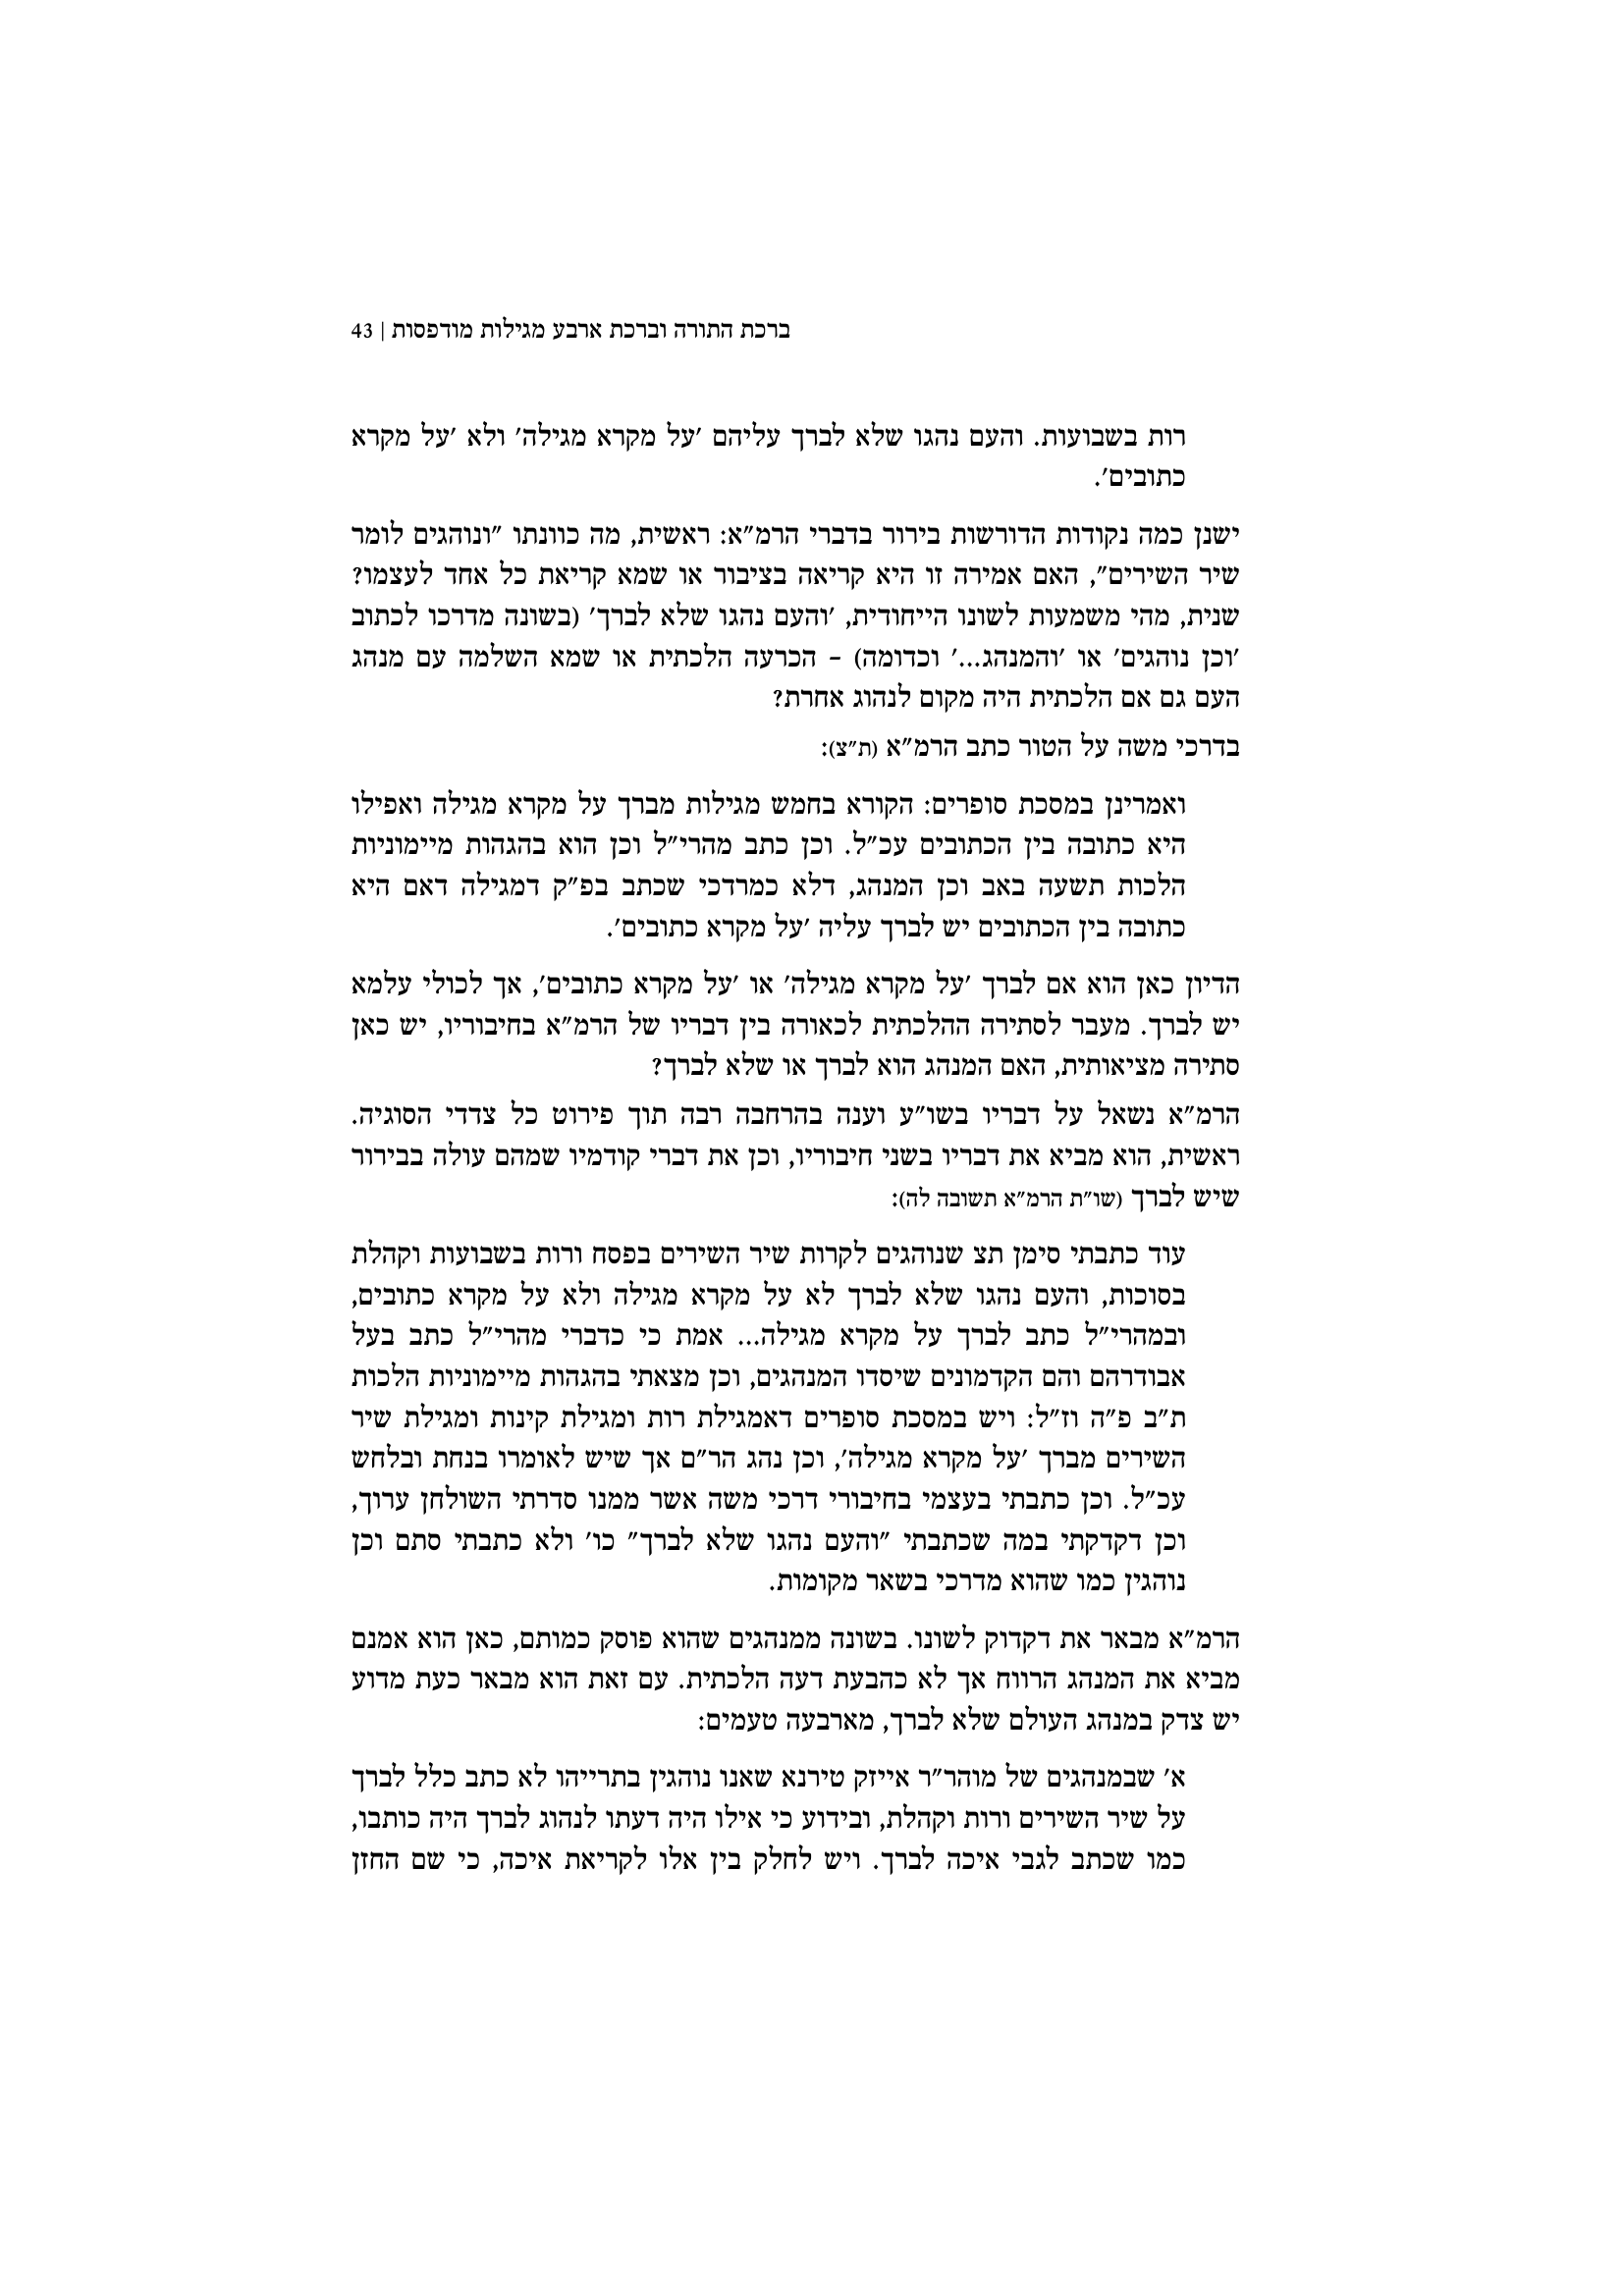 ברכת התורה וברכת ארבע מגילות מודפסות | 43
רות בשבועות. והעם נהגו שלא לברך עליהם 'על מקרא מגילה' ולא 'על מקרא
כתובים'.
ישנן כמה נקודות הדורשות בירור בדברי הרמ"א: ראשית, מה כוונתו "ונוהגים לומר
שיר השירים", האם אמירה זו היא קריאה בציבור או שמא קריאת כל אחד לעצמו?
שנית, מהי משמעות לשונו הייחודית, 'והעם נהגו שלא לברך' (בשונה מדרכו לכתוב
'וכן נוהגים' או 'והמנהג...' וכדומה) – הכרעה הלכתית או שמא השלמה עם מנהג
העם גם אם הלכתית היה מקום לנהוג אחרת?
בדרכי משה על הטור כתב הרמ"א (ת"צ):
ואמרינן במסכת סופרים: הקורא בחמש מגילות מברך על מקרא מגילה ואפילו
היא כתובה בין הכתובים עכ"ל. וכן כתב מהרי"ל וכן הוא בהגהות מיימוניות
הלכות תשעה באב וכן המנהג, דלא כמרדכי שכתב בפ"ק דמגילה דאם היא
כתובה בין הכתובים יש לברך עליה 'על מקרא כתובים'.
הדיון כאן הוא אם לברך 'על מקרא מגילה' או 'על מקרא כתובים', אך לכולי עלמא
יש לברך. מעבר לסתירה ההלכתית לכאורה בין דבריו של הרמ"א בחיבוריו, יש כאן
סתירה מציאותית, האם המנהג הוא לברך או שלא לברך?
הרמ"א נשאל על דבריו בשו"ע וענה בהרחבה רבה תוך פירוט כל צדדי הסוגיה.
ראשית, הוא מביא את דבריו בשני חיבוריו, וכן את דברי קודמיו שמהם עולה בבירור
שיש לברך (שו"ת הרמ"א תשובה לה):
עוד כתבתי סימן תצ שנוהגים לקרות שיר השירים בפסח ורות בשבועות וקהלת
בסוכות, והעם נהגו שלא לברך לא על מקרא מגילה ולא על מקרא כתובים,
ובמהרי"ל כתב לברך על מקרא מגילה... אמת כי כדברי מהרי"ל כתב בעל
אבודרהם והם הקדמונים שיסדו המנהגים, וכן מצאתי בהגהות מיימוניות הלכות
ת"ב פ"ה וז"ל: ויש במסכת סופרים דאמגילת רות ומגילת קינות ומגילת שיר
השירים מברך 'על מקרא מגילה', וכן נהג הר"ם אך שיש לאומרו בנחת ובלחש
עכ"ל. וכן כתבתי בעצמי בחיבורי דרכי משה אשר ממנו סדרתי השולחן ערוך,
וכן דקדקתי במה שכתבתי "והעם נהגו שלא לברך" כו' ולא כתבתי סתם וכן
נוהגין כמו שהוא מדרכי בשאר מקומות.
הרמ"א מבאר את דקדוק לשונו. בשונה ממנהגים שהוא פוסק כמותם, כאן הוא אמנם
מביא את המנהג הרווח אך לא כהבעת דעה הלכתית. עם זאת הוא מבאר כעת מדוע
יש צדק במנהג העולם שלא לברך, מארבעה טעמים:
א' שבמנהגים של מוהר"ר אייזק טירנא שאנו נוהגין בתרייהו לא כתב כלל לברך
על שיר השירים ורות וקהלת, ובידוע כי אילו היה דעתו לנהוג לברך היה כותבו,
כמו שכתב לגבי איכה לברך. ויש לחלק בין אלו לקריאת איכה, כי שם החזן